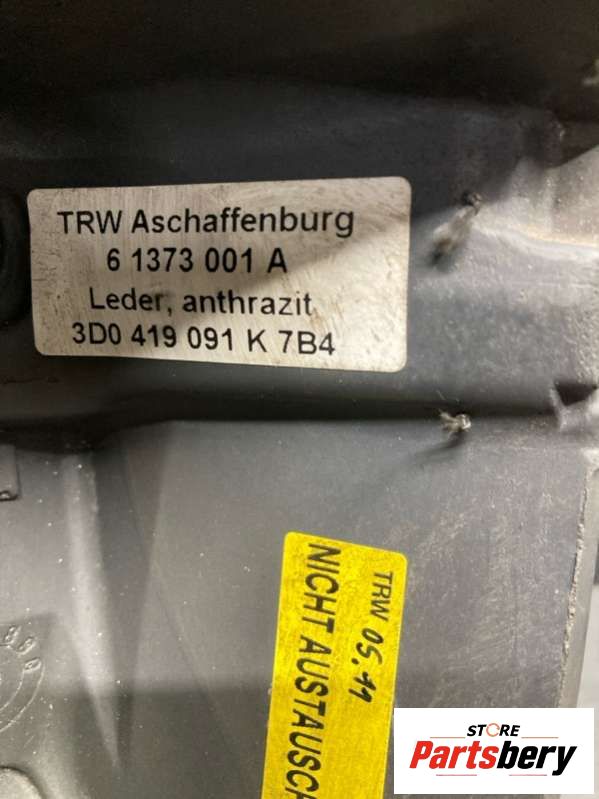 TRW Aschaffenburg
6 1373 001 A
Leder, anthrazit
3D0 419 091 K 7B4
TRW 05.11
NICHT AUSTAUSCH
STORE
Partsbery